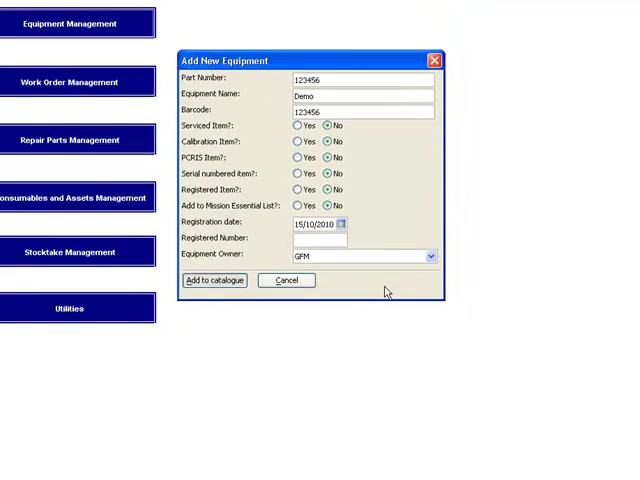 Equipment Management
Work Order Management
Repair Parts Management
onsumables and Assets Management
Stocktake Management
Utilities
Add New Equipment
Part Number: 123456
Equipment Name: Demo
Barcode: 123456
Serviced Item?: Yes No
Calibration Item?: Yes No
PCRIS Item?: Yes No
Serial numbered item?: Yes No
Registered Item?: Yes No
Add to Mission Essential List?: Yes No
Registration date: 15/10/2010
Registered Number:
Equipment Owner: GFM
Add to catalogue Cancel